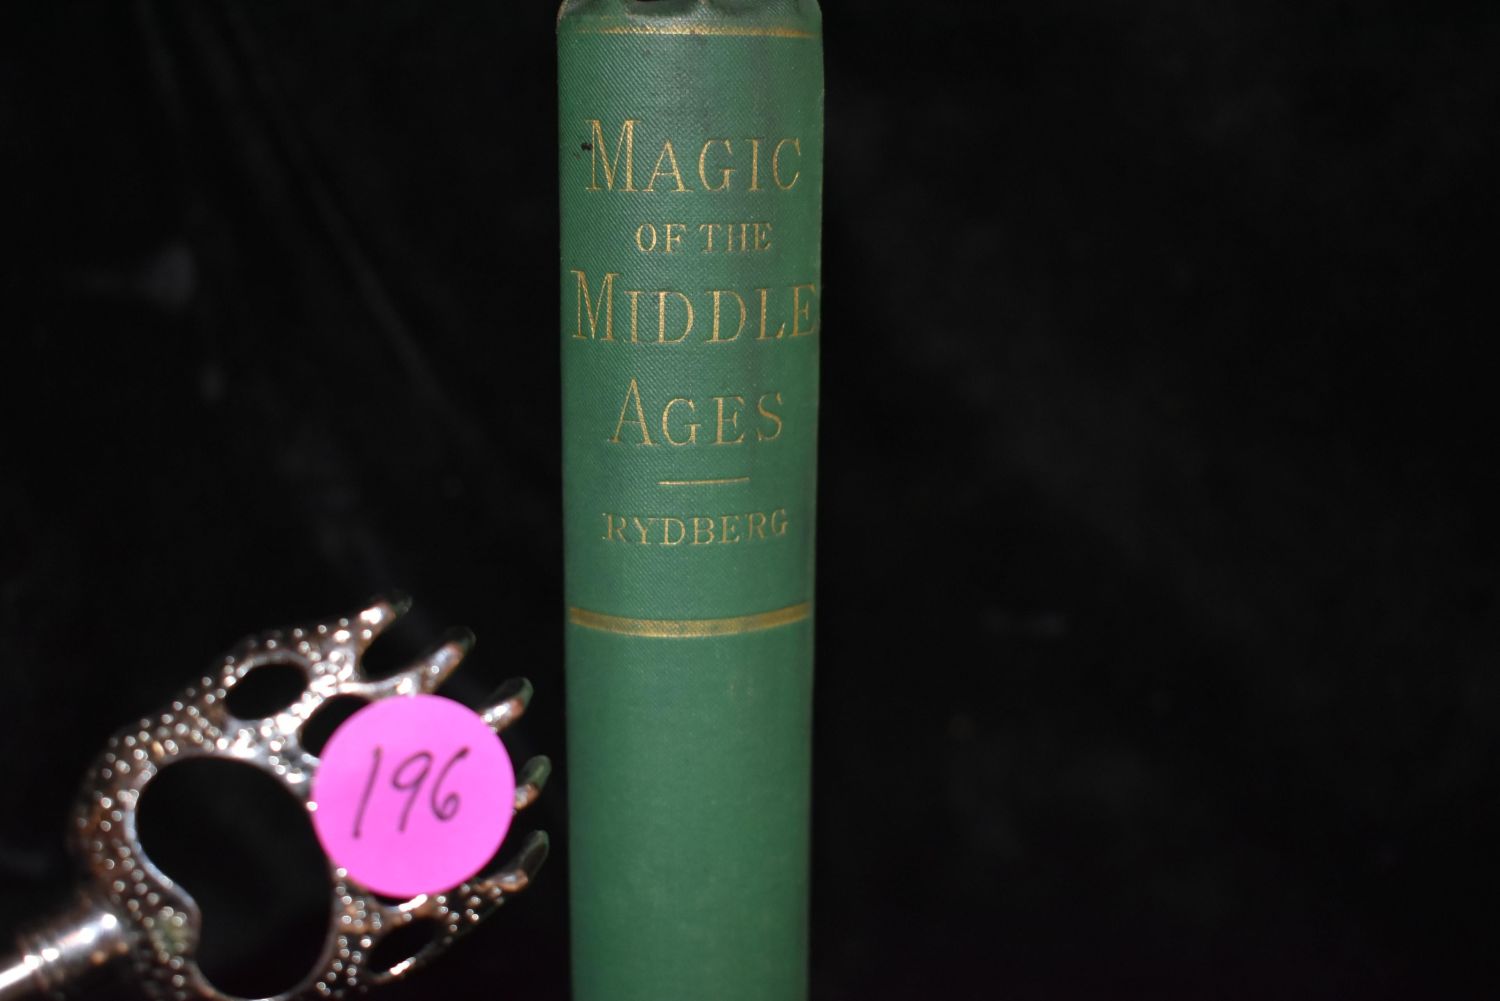 MAGIC
OF THE
MIDDLE
AGES
RYDBERG
196